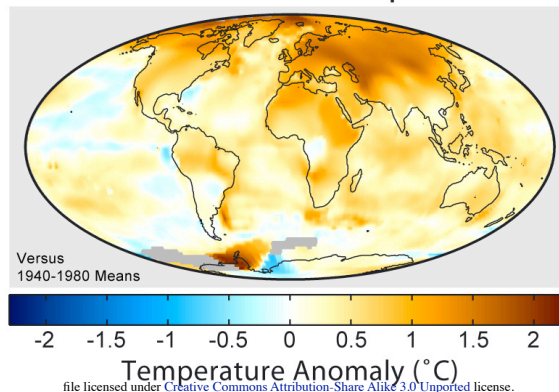 Versus
1940-1980 Means
-2 -1.5 -1 -0.5 0 0.5 1 1.5 2
Temperature Anomaly (°C)
file licensed under Creative Commons Attribution-Share Alike 3.0 Unported license.